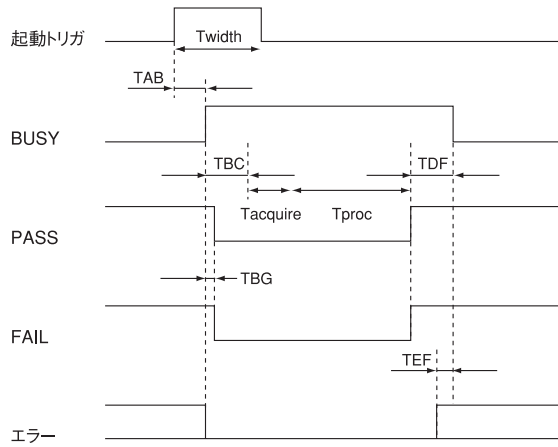 起動トリガ
Twidth
TAB
BUSY
TBC
TDF
Tacquire
Tproc
PASS
TBG
FAIL
TEF
エラー